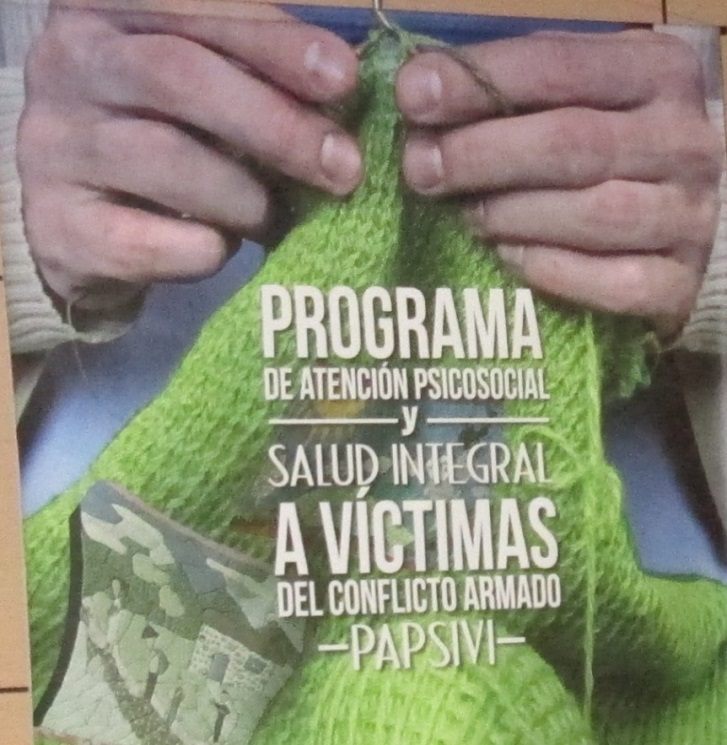 PROGRAMA
DE ATENCIÓN PSICOSOCIAL
y
SALUD INTEGRAL
A VÍCTIMAS
DEL CONFLICTO ARMADO
–PAPSIVI–